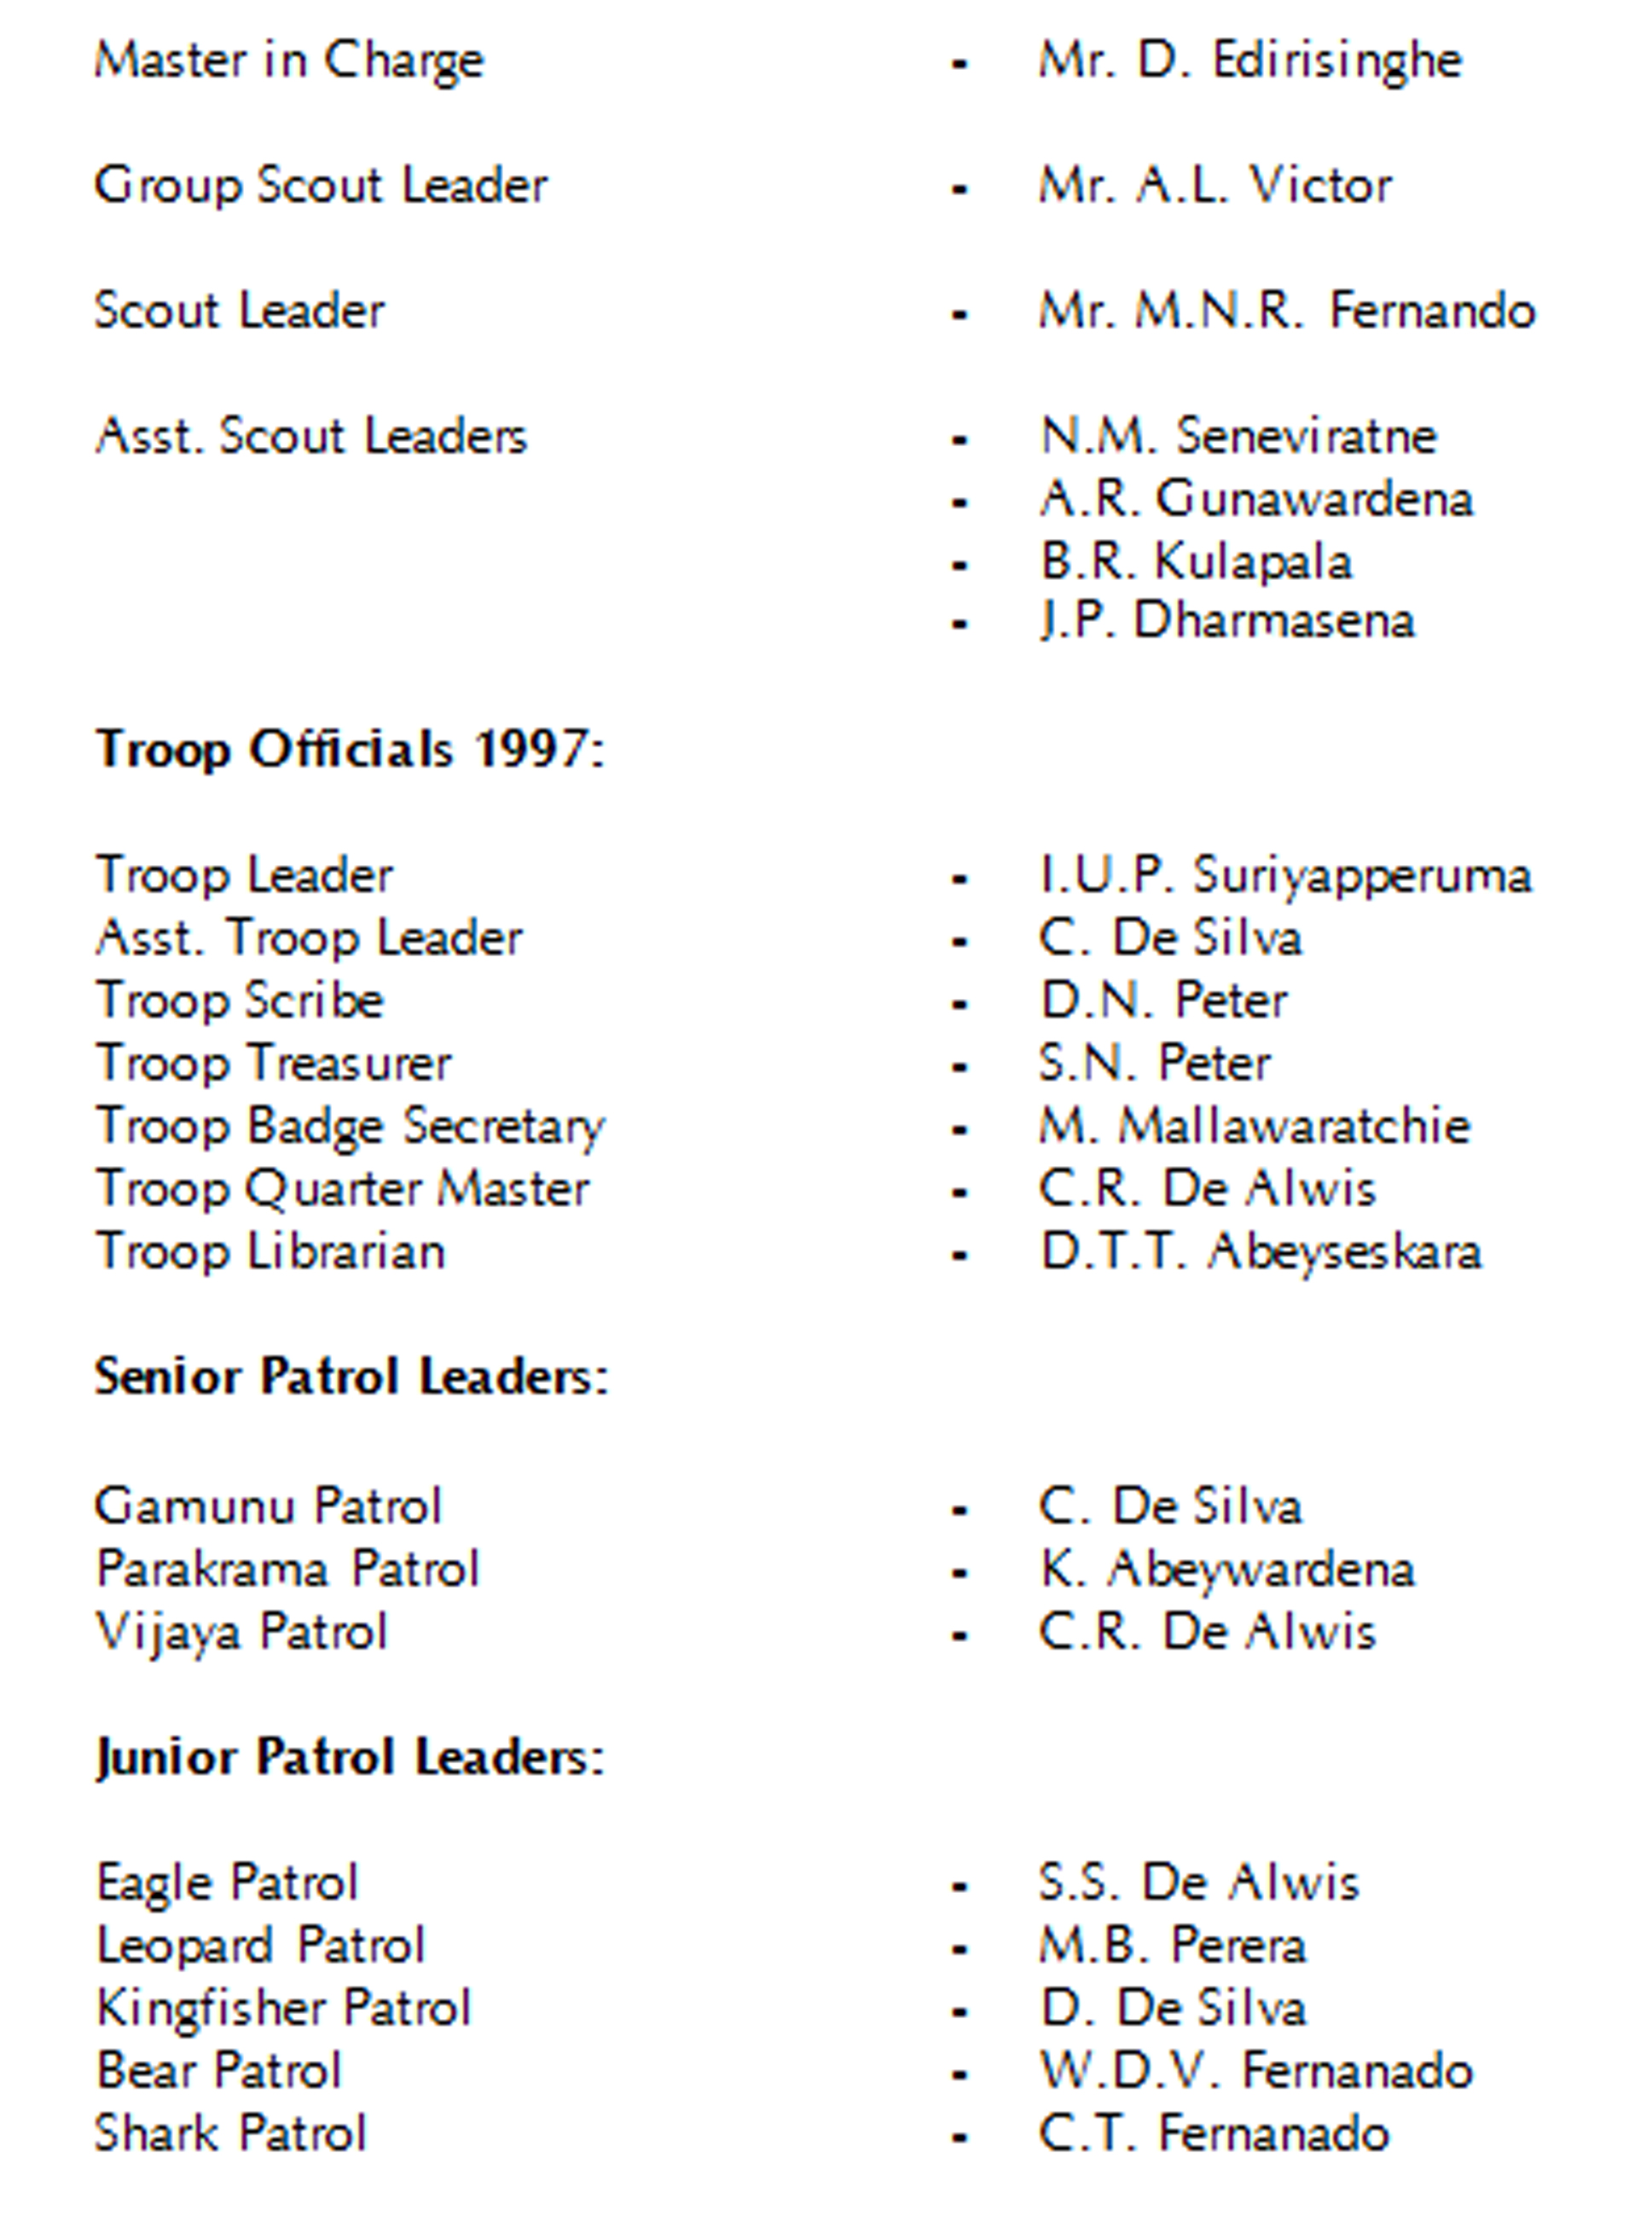 Master in Charge - Mr. D. Edirisinghe
Group Scout Leader - Mr. A.L. Victor
Scout Leader - Mr. M.N.R. Fernando
Asst. Scout Leaders - N.M. Seneviratne
- A.R. Gunawardena
- B.R. Kulapala
- J.P. Dharmasena
Troop Officials 1997:
Troop Leader - I.U.P. Suriyapperuma
Asst. Troop Leader - C. De Silva
Troop Scribe - D.N. Peter
Troop Treasurer - S.N. Peter
Troop Badge Secretary - M. Mallawaratchie
Troop Quarter Master - C.R. De Alwis
Troop Librarian - D.T.T. Abeyseskara
Senior Patrol Leaders:
Gamunu Patrol - C. De Silva
Parakrama Patrol - K. Abeywardena
Vijaya Patrol - C.R. De Alwis
Junior Patrol Leaders:
Eagle Patrol - S.S. De Alwis
Leopard Patrol - M.B. Perera
Kingfisher Patrol - D. De Silva
Bear Patrol - W.D.V. Fernanado
Shark Patrol - C.T. Fernanado